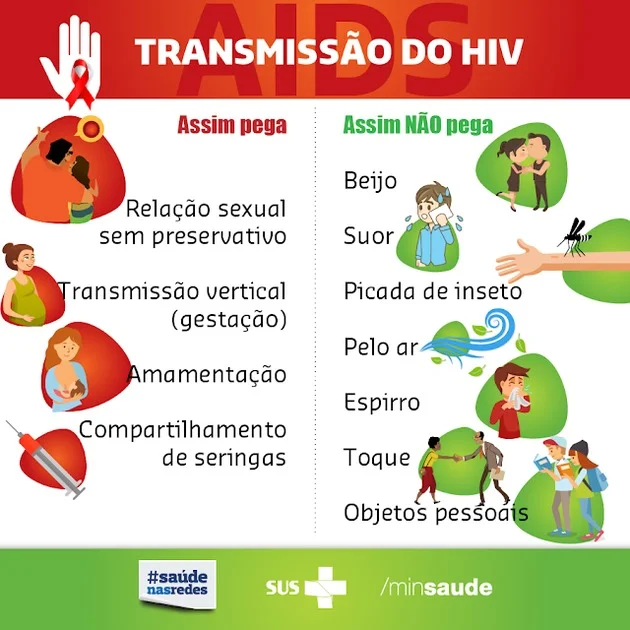 AIDS
TRANSMISSÃO DO HIV
Assim pega
Relação sexual
sem preservativo
Transmissão vertical
(gestação)
Amamentação
Compartilhamento
de seringas
Assim NÃO pega
Beijo
Suor
Picada de inseto
Pelo ar
Espirro
Toque
Objetos pessoais
#saúde
nasredes
SUS
/minsaude